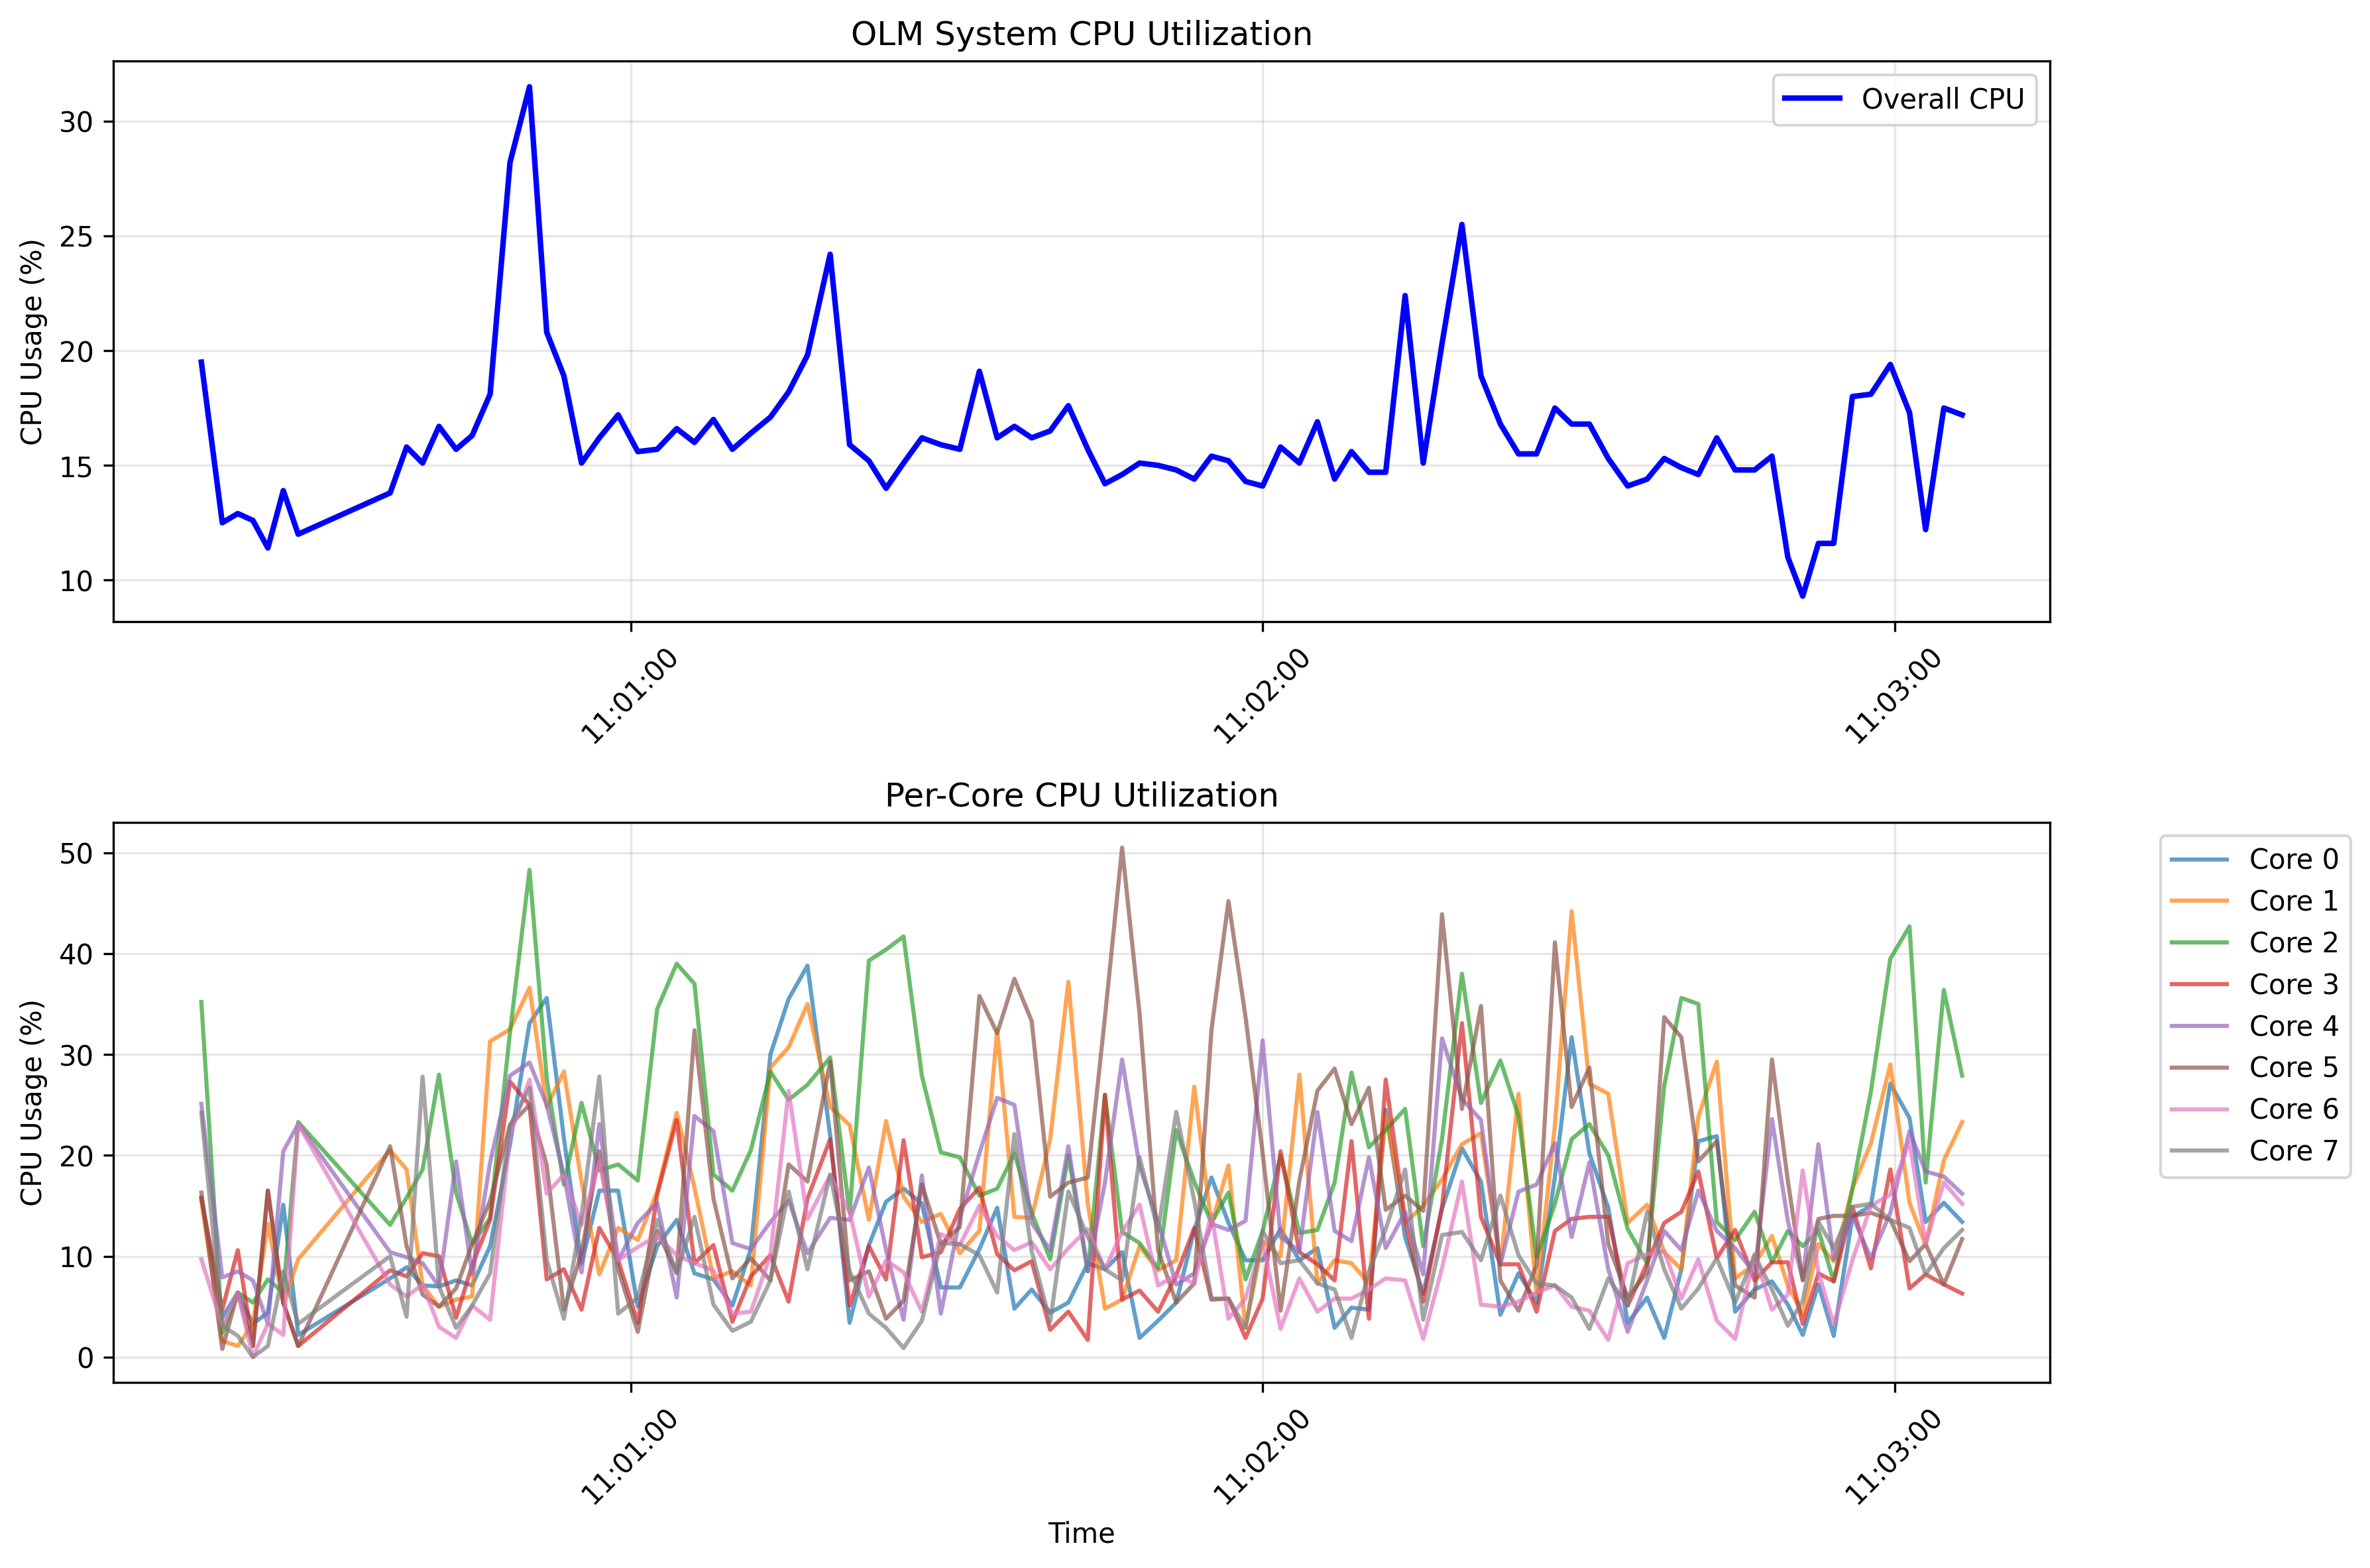 OLM System CPU Utilization
Overall CPU
CPU Usage (%)
30
25
20
15
10
11:01:00
11:02:00
11:03:00
Per-Core CPU Utilization
CPU Usage (%)
50
40
30
20
10
0
Core 0
Core 1
Core 2
Core 3
Core 4
Core 5
Core 6
Core 7
11:01:00
11:02:00
11:03:00
Time